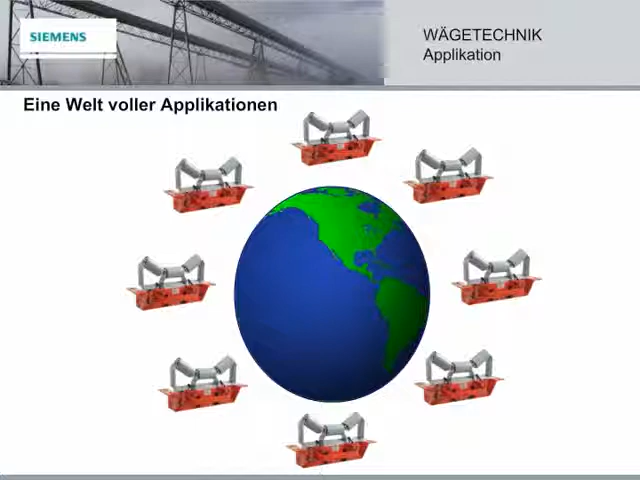 SIEMENS
WÄGETECHNIK
Applikation
Eine Welt voller Applikationen